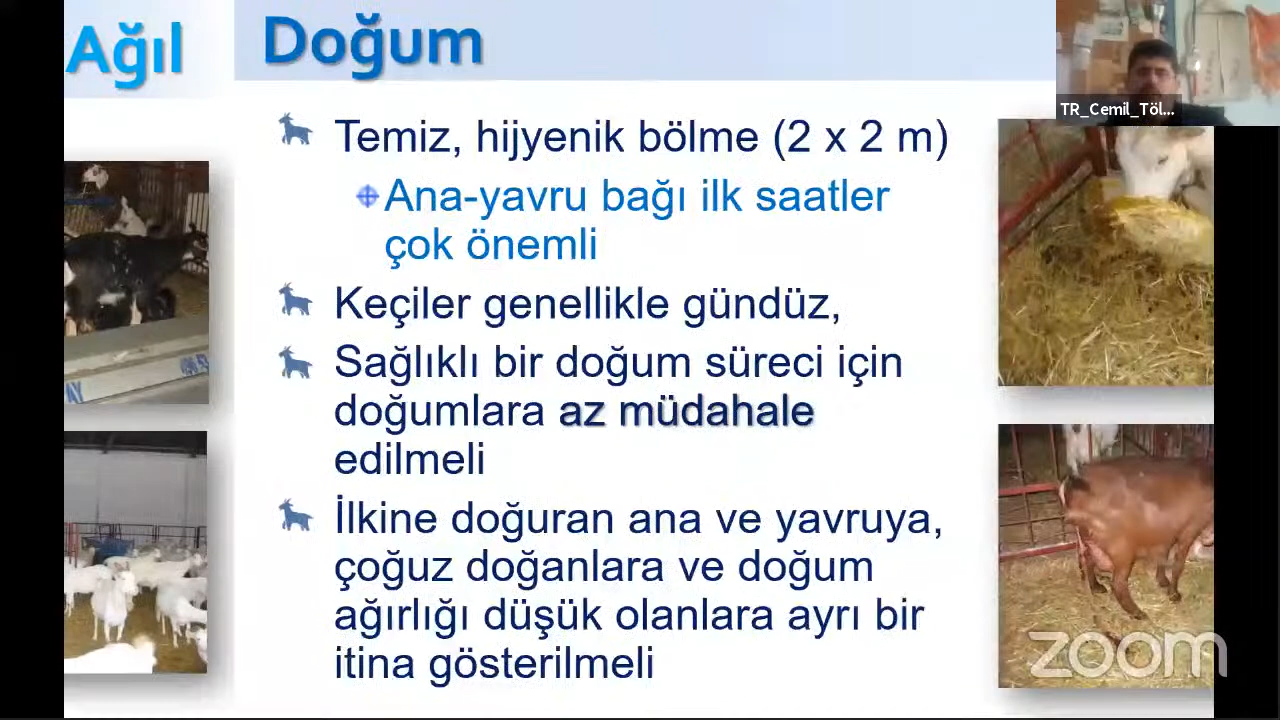 Ağıl
Doğum
TR_Cemil_Töl...
Temiz, hijyenik bölme (2 x 2 m)
Ana-yavru bağı ilk saatler
çok önemli
Keçiler genellikle gündüz,
Sağlıklı bir doğum süreci için
doğumlara az müdahale
edilmeli
İlkine doğuran ana ve yavruya,
çoğuz doğanlara ve doğum
ağırlığı düşük olanlara ayrı bir
itina gösterilmeli
zoom